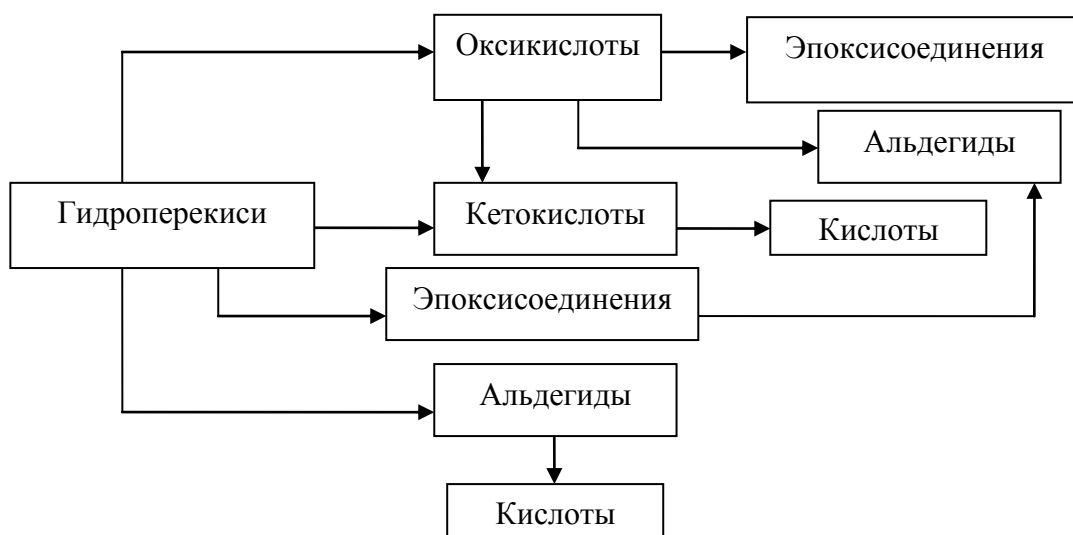 Оксикислоты
Эпоксисоединения
Альдегиды
Гидроперекиси
Кетокислоты
Кислоты
Эпоксисоединения
Альдегиды
Кислоты